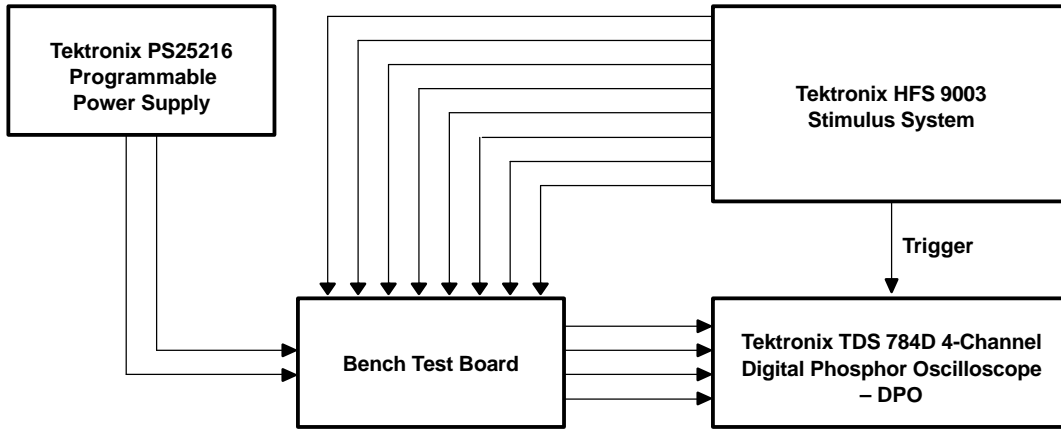 Tektronix PS25216
Programmable
Power Supply
Tektronix HFS 9003
Stimulus System
Trigger
Bench Test Board
Tektronix TDS 784D 4-Channel
Digital Phosphor Oscilloscope
– DPO